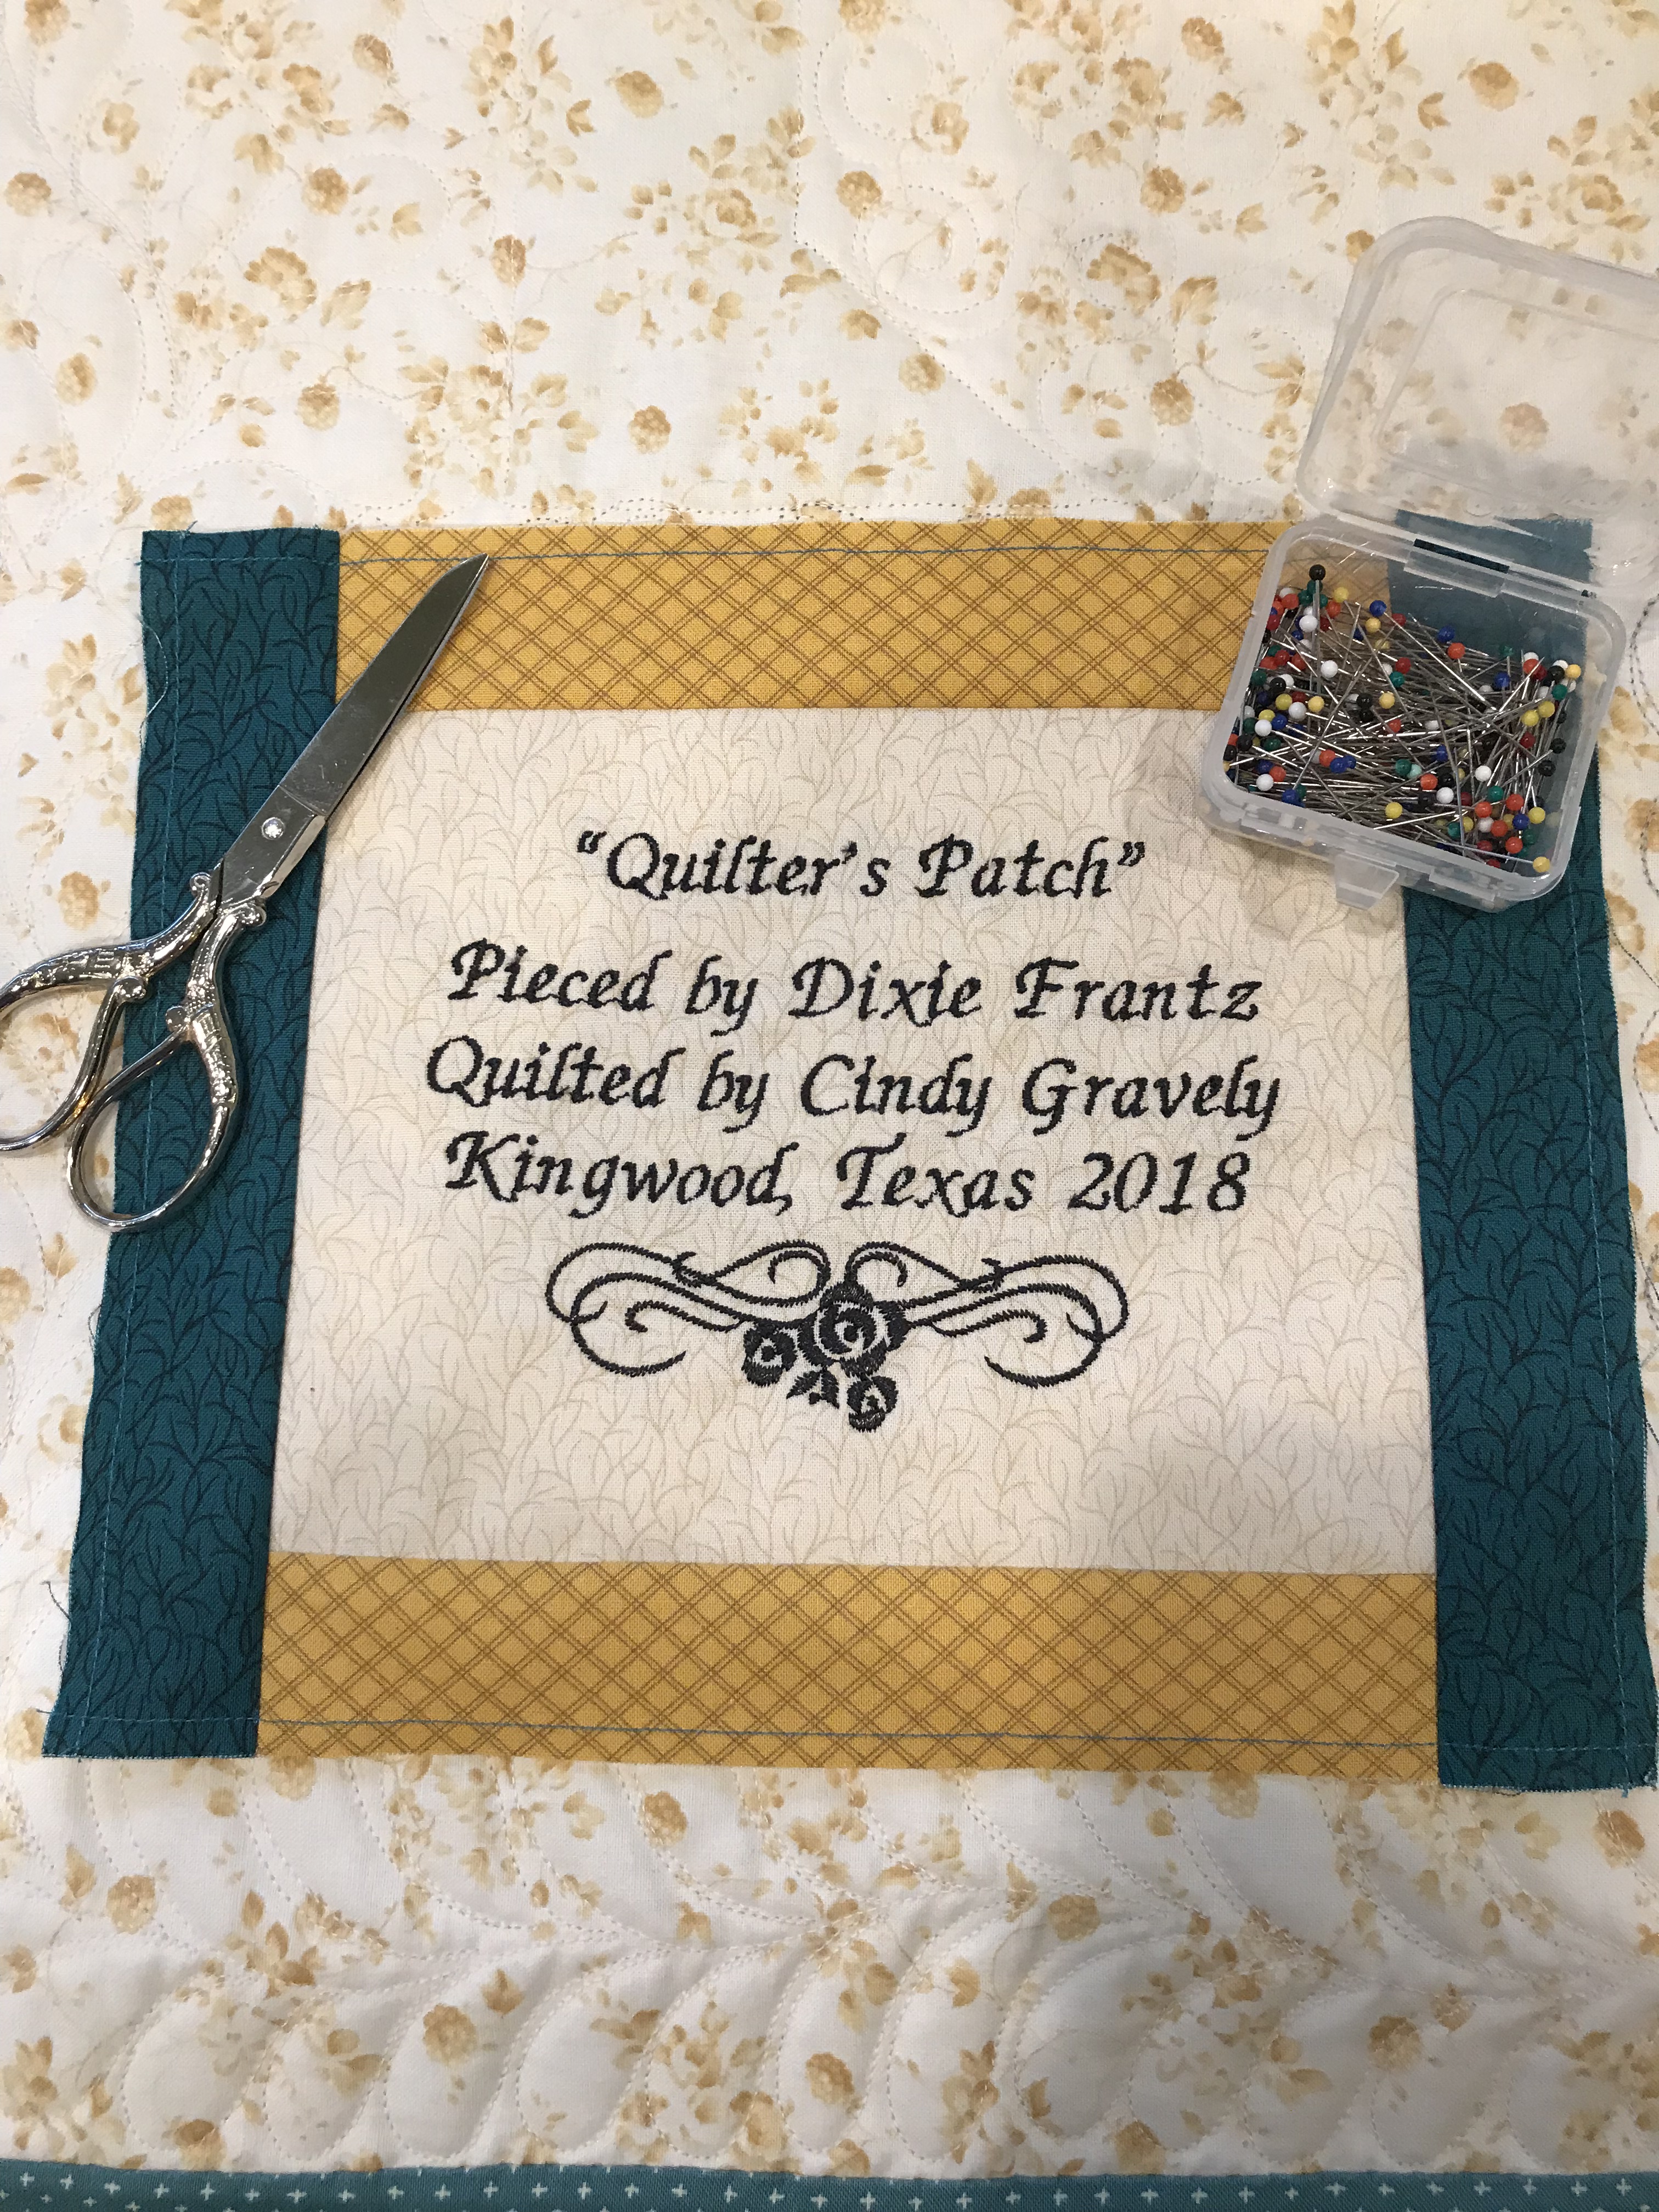 "Quilter's Patch"
Pieced by Dixie Frantz
Quilted by Cindy Gravely
Kingwood, Texas 2018